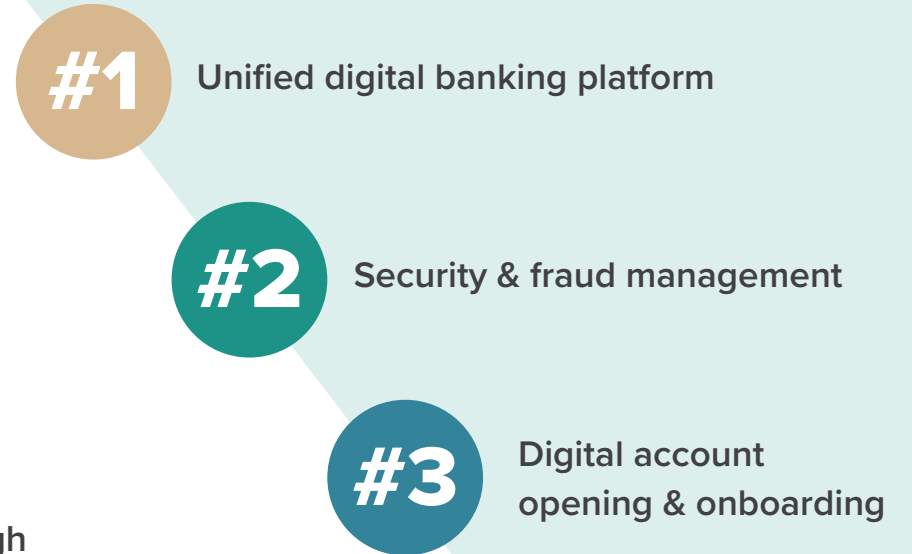 #1
Unified digital banking platform
#2
Security & fraud management
#3
Digital account
opening & onboarding